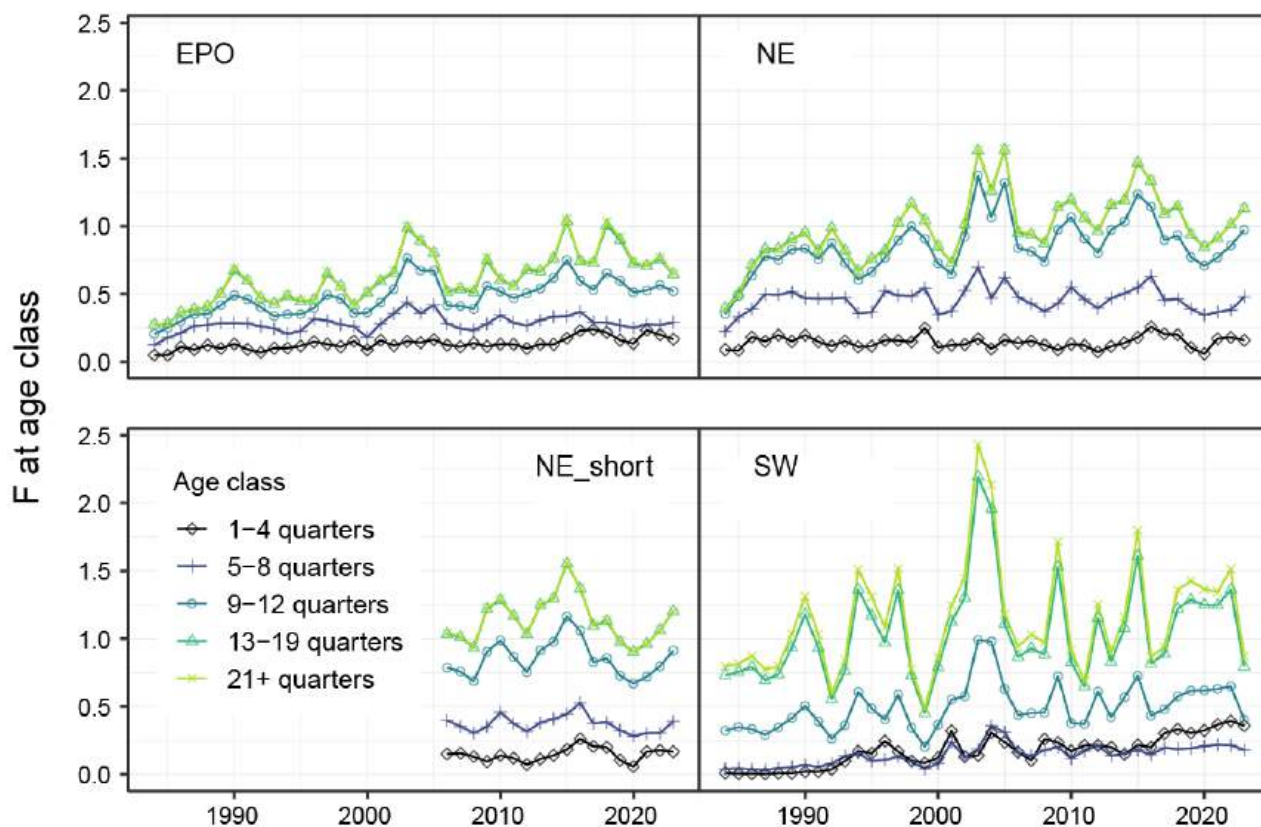 F at age class
2.5
2.0
1.5
1.0
0.5
0.0
EPO
NE
2.5
2.0
1.5
1.0
0.5
0.0
NE_short
SW
Age class
1−4 quarters
5−8 quarters
9−12 quarters
13−19 quarters
21+ quarters
1990 2000 2010 2020 1990 2000 2010 2020